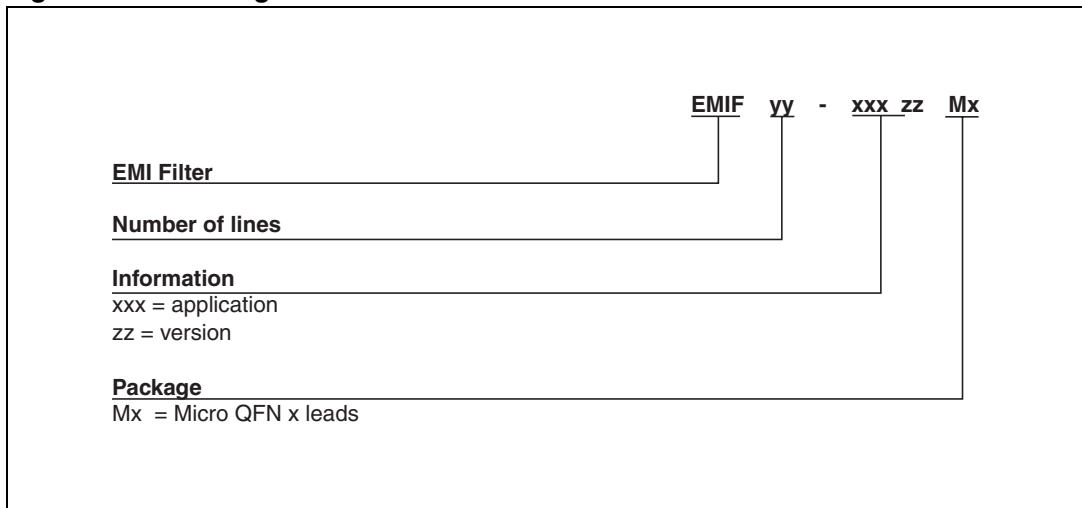 EMIF yy - xxx zz Mx
EMI Filter
Number of lines
Information
xxx = application
zz = version
Package
Mx = Micro QFN x leads